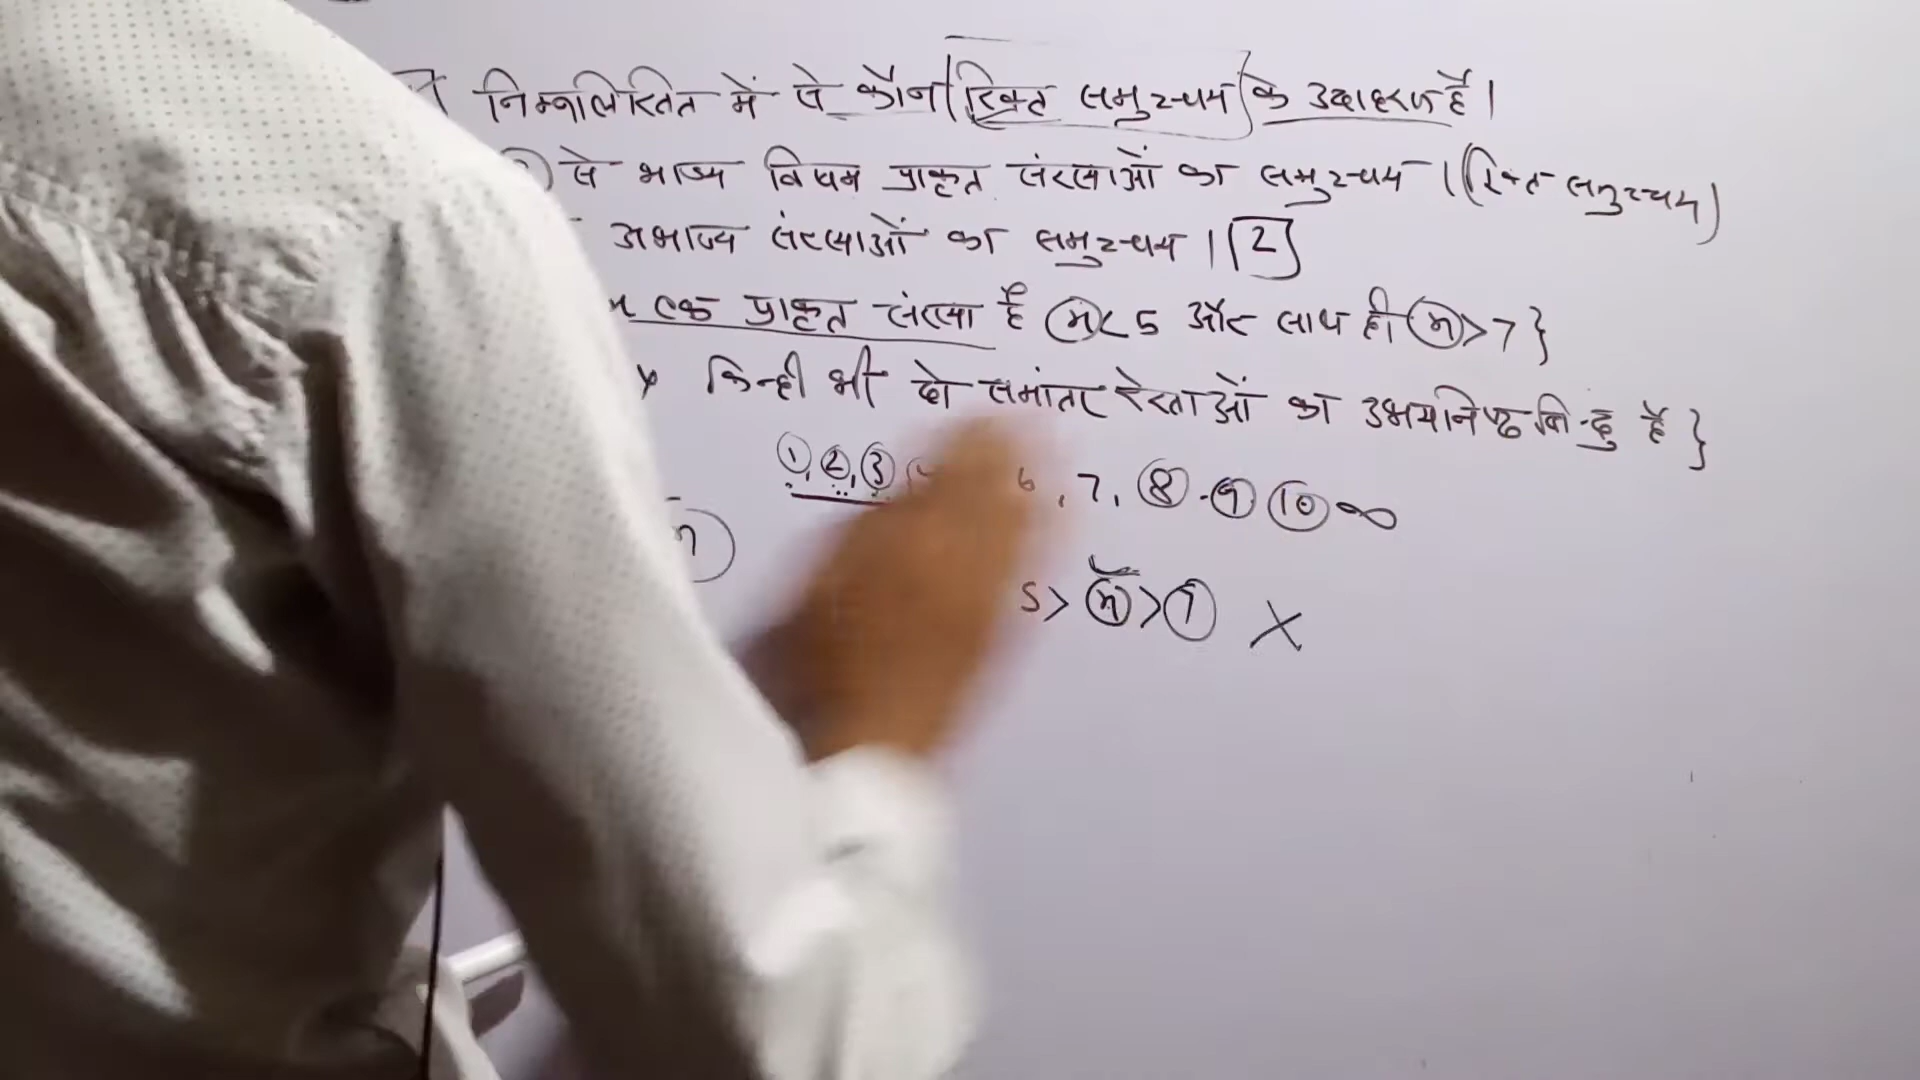 निम्नलिखित में से कौन रिक्त समुच्चय के उदाहरण हैं।
से भाज्य विषम प्राकृत संख्याओं का समुच्चय। (रिक्त समुच्चय)
अभाज्य संख्याओं का समुच्चय। [2]
एक प्राकृत संख्या है x<5 और साथ ही x>7}
y किन्हीं भी दो समांतर रेखाओं का उभयनिष्ठ बिन्दु है}
1, 2, 3 6, 7, 8 9 10 ∞
5> x >7 X